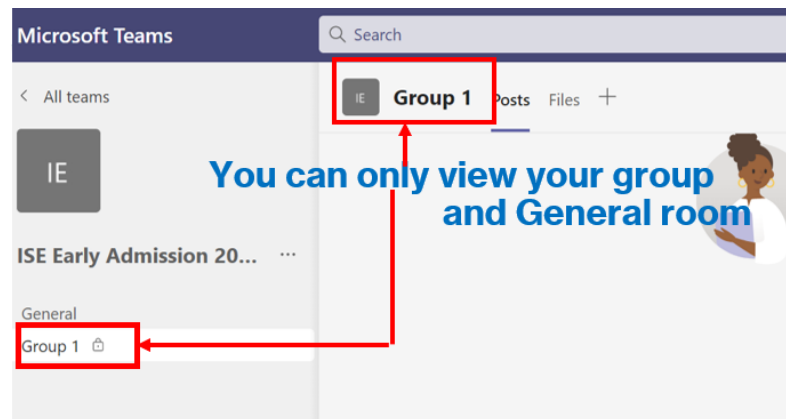 Microsoft Teams
Search
< All teams
IE
Group 1
Posts
Files
+
IE
You can only view your group
and General room
ISE Early Admission 20...
...
General
Group 1